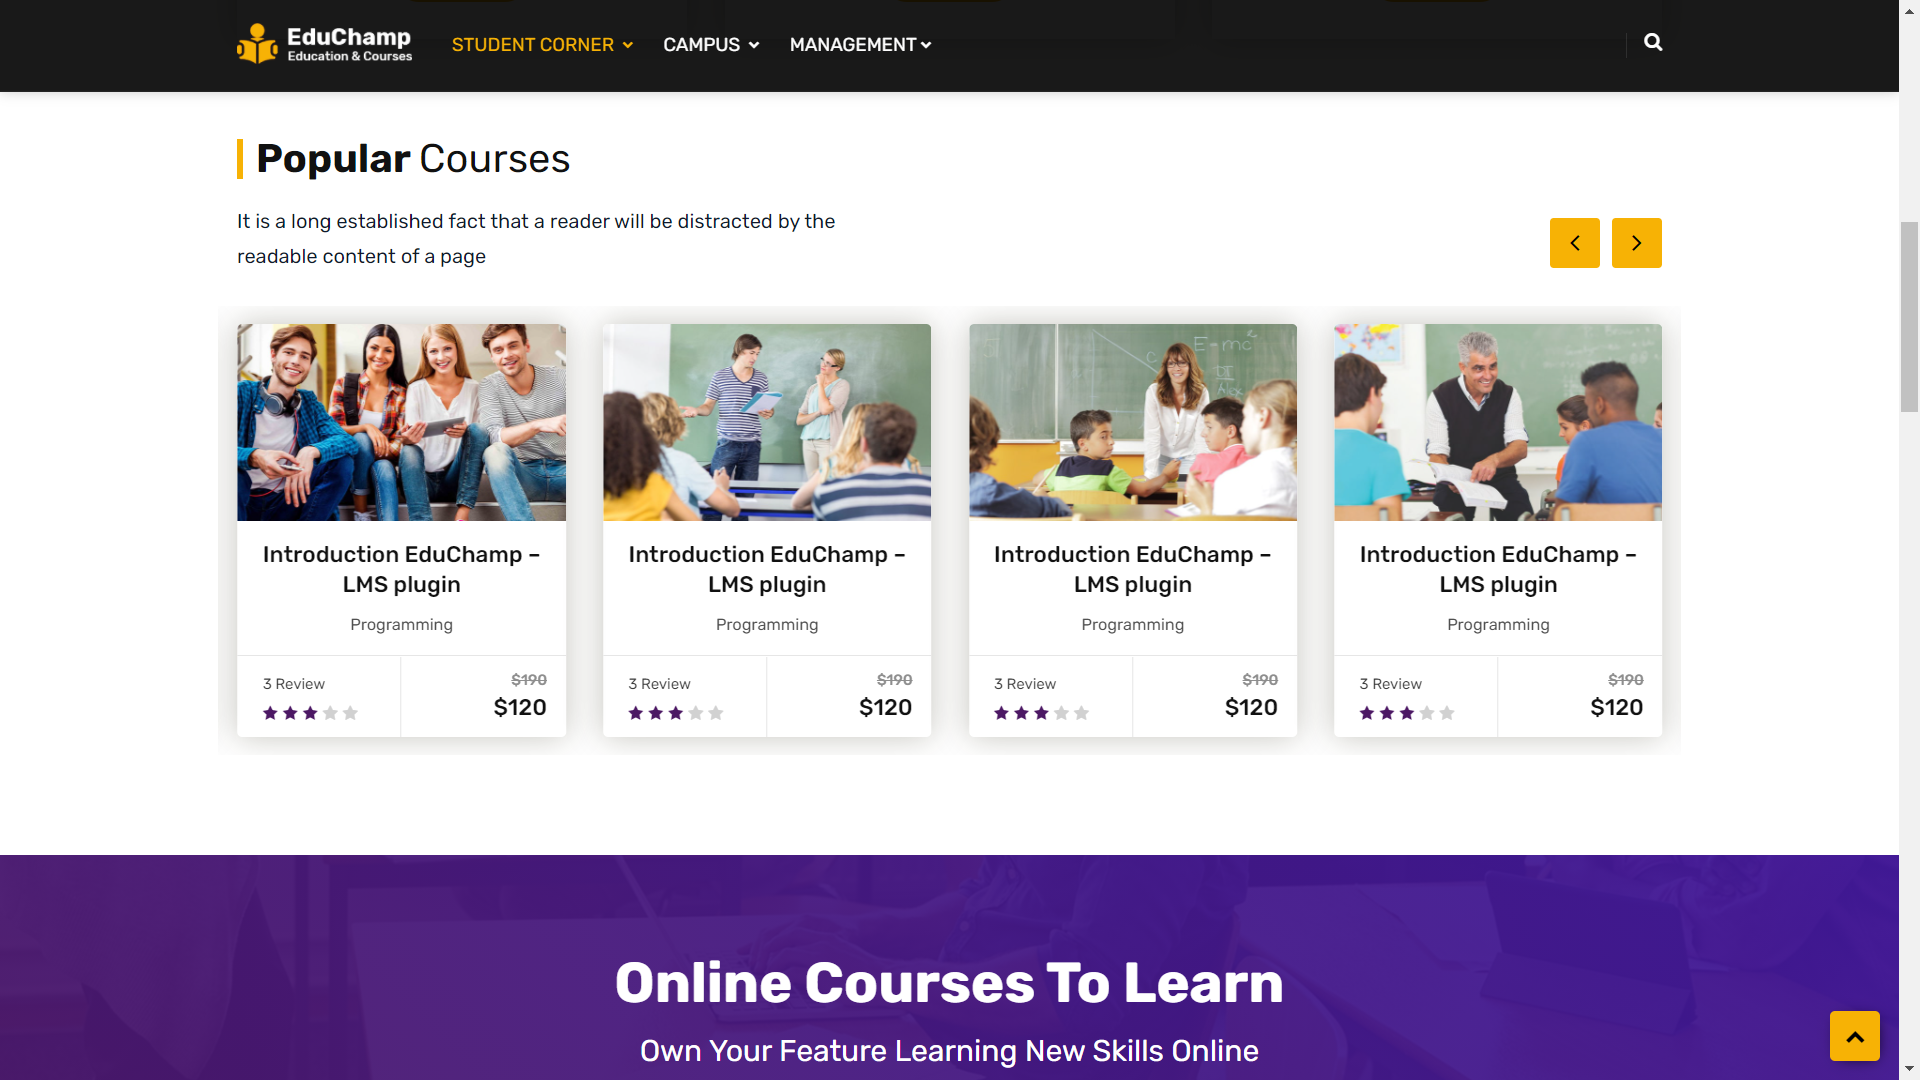 EduChamp
Education & Courses
STUDENT CORNER
CAMPUS
MANAGEMENT
Popular Courses
It is a long established fact that a reader will be distracted by the
readable content of a page
E=mc²
Introduction EduChamp –
LMS plugin
Programming
3 Review
$190
$120
Introduction EduChamp –
LMS plugin
Programming
3 Review
$190
$120
Introduction EduChamp –
LMS plugin
Programming
3 Review
$190
$120
Introduction EduChamp –
LMS plugin
Programming
3 Review
$190
$120
Online Courses To Learn
Own Your Feature Learning New Skills Online